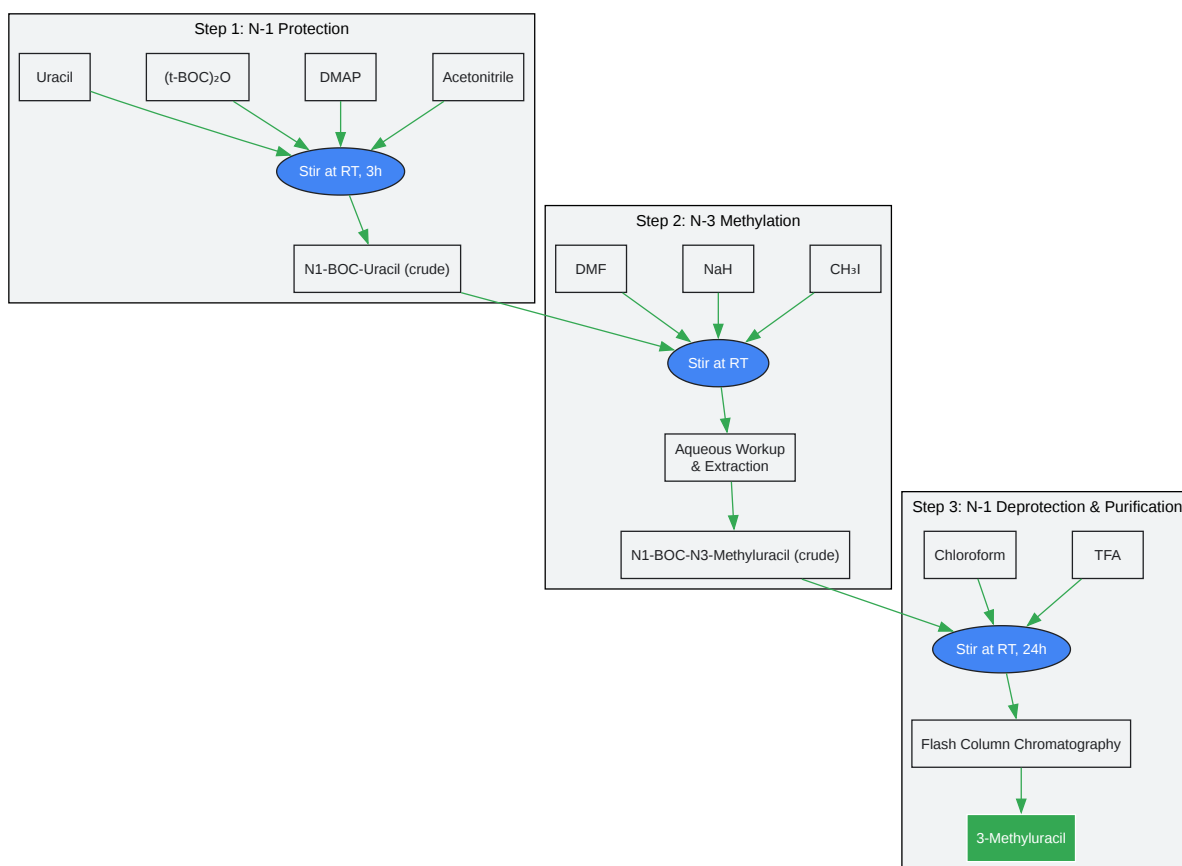 Step 1: N-1 Protection
Uracil
(t-BOC)₂O
DMAP
Acetonitrile
Stir at RT, 3h
N1-BOC-Uracil (crude)
Step 2: N-3 Methylation
DMF
NaH
CH₃I
Stir at RT
Aqueous Workup
& Extraction
N1-BOC-N3-Methyluracil (crude)
Step 3: N-1 Deprotection & Purification
Chloroform
TFA
Stir at RT, 24h
Flash Column Chromatography
3-Methyluracil